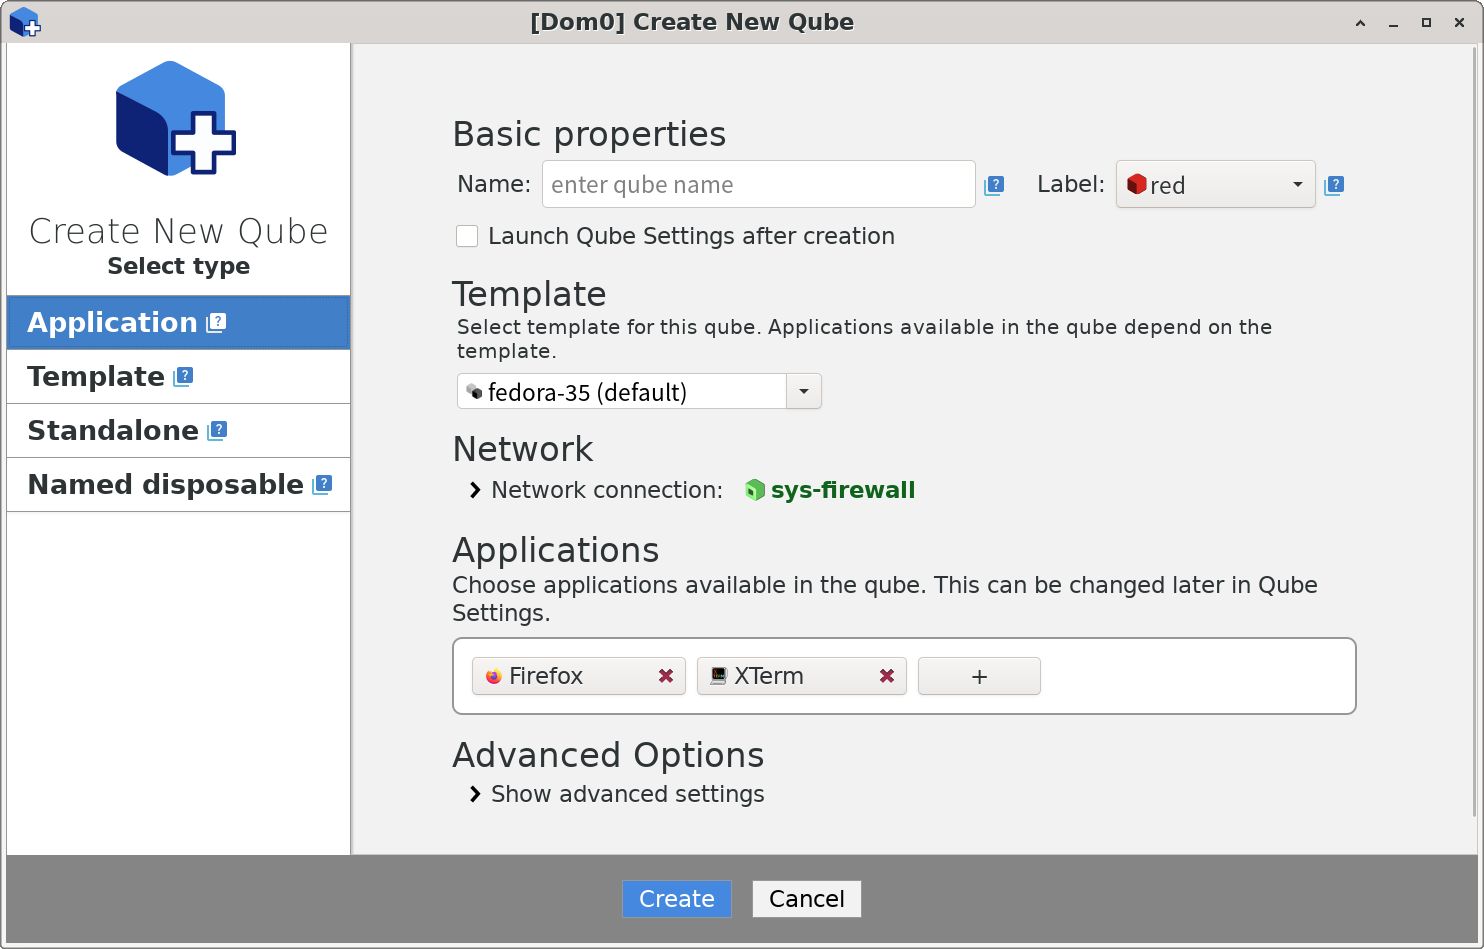 [Dom0] Create New Qube
Create New Qube
Select type
Application ?
Template ?
Standalone ?
Named disposable ?
Basic properties
Name: enter qube name ? Label: red ?
Launch Qube Settings after creation
Template
Select template for this qube. Applications available in the qube depend on the
template.
fedora-35 (default)
Network
Network connection: sys-firewall
Applications
Choose applications available in the qube. This can be changed later in Qube
Settings.
Firefox XTerm +
Advanced Options
Show advanced settings
Create Cancel